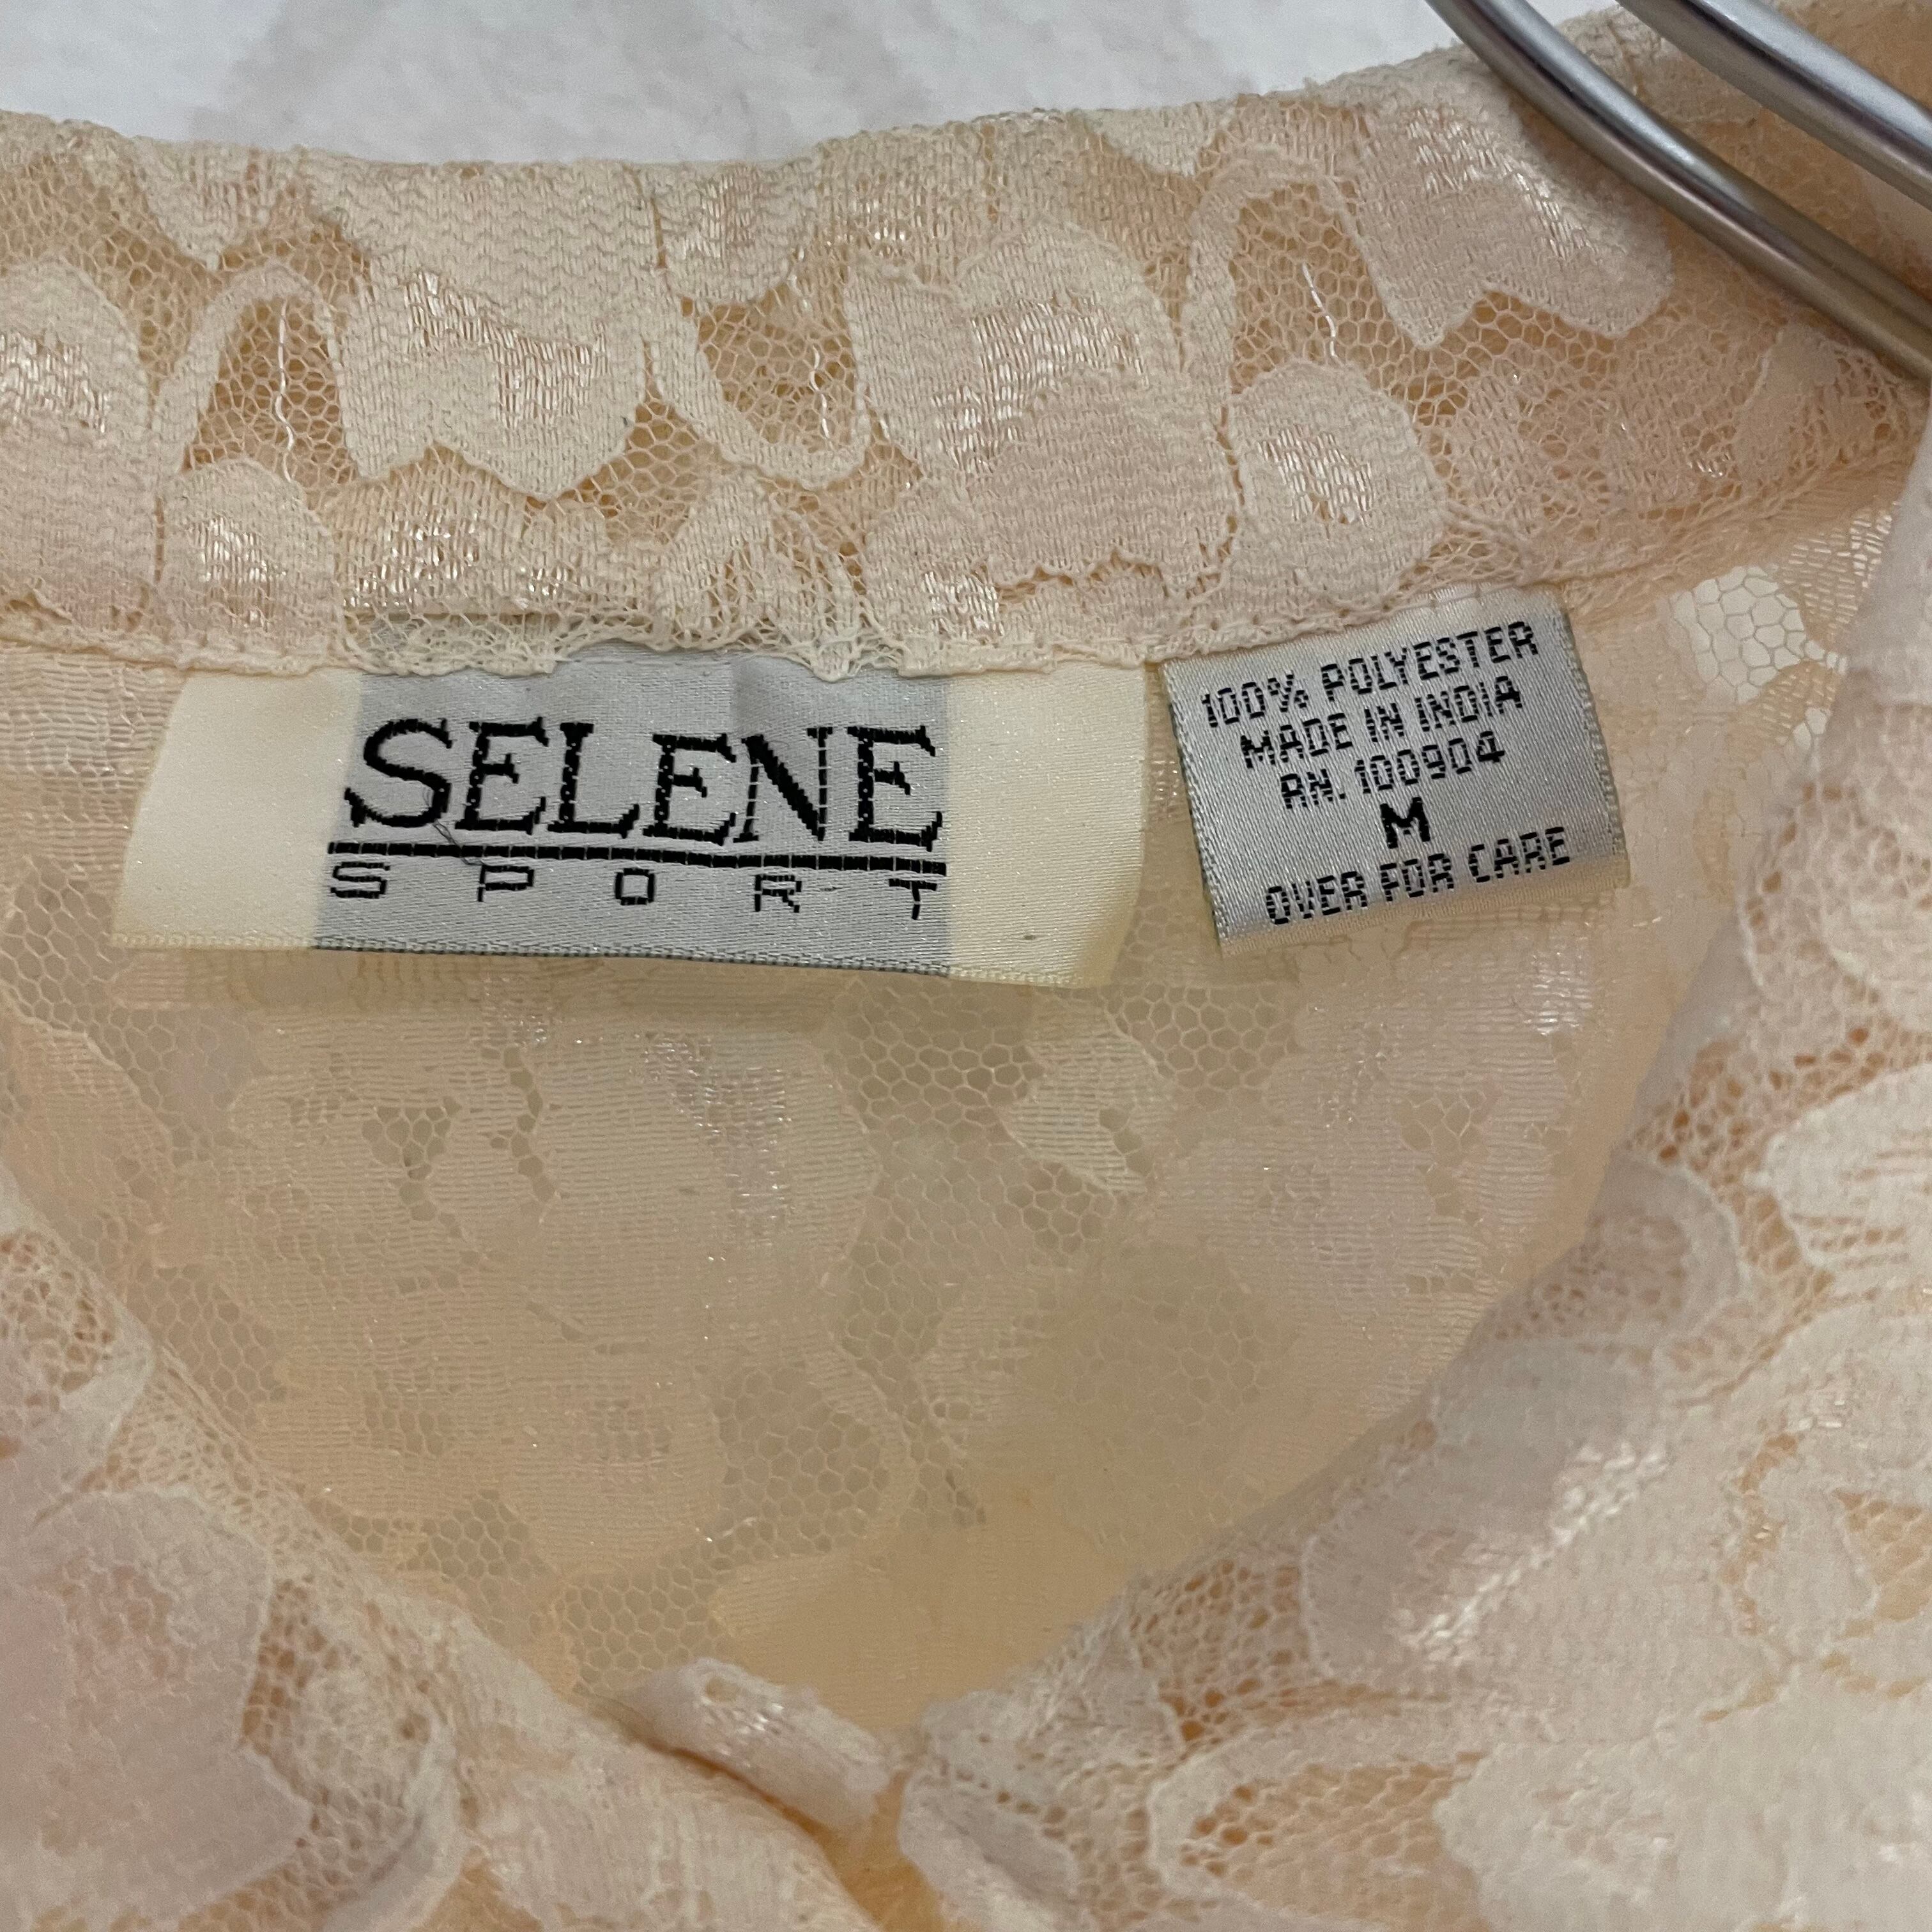 SELENE
SPORT
100% POLYESTER
MADE IN INDIA
RN. 100904
M
OVER FOR CARE